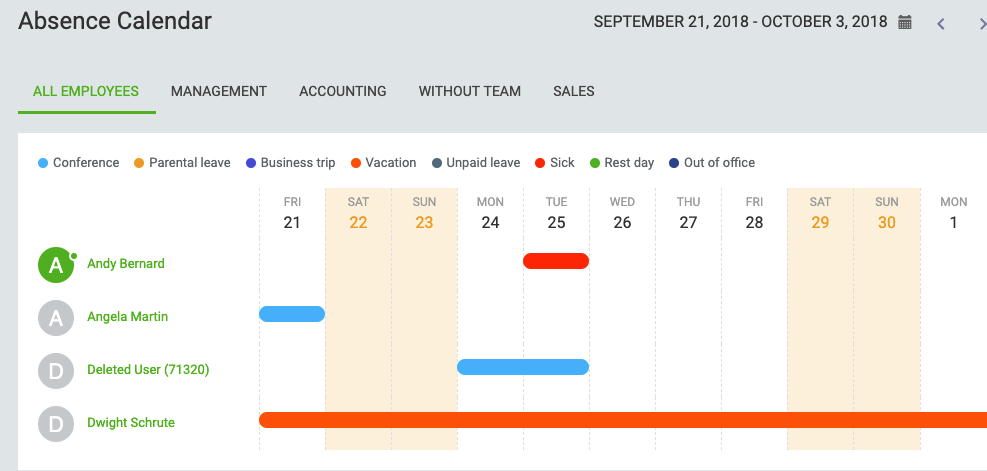 Absence Calendar
SEPTEMBER 21, 2018 - OCTOBER 3, 2018
ALL EMPLOYEES MANAGEMENT ACCOUNTING WITHOUT TEAM SALES
Conference Parental leave Business trip Vacation Unpaid leave Sick Rest day Out of office
FRI SAT SUN MON TUE WED THU FRI SAT SUN MON
21 22 23 24 25 26 27 28 29 30 1
A Andy Bernard
A Angela Martin
D Deleted User (71320)
D Dwight Schrute